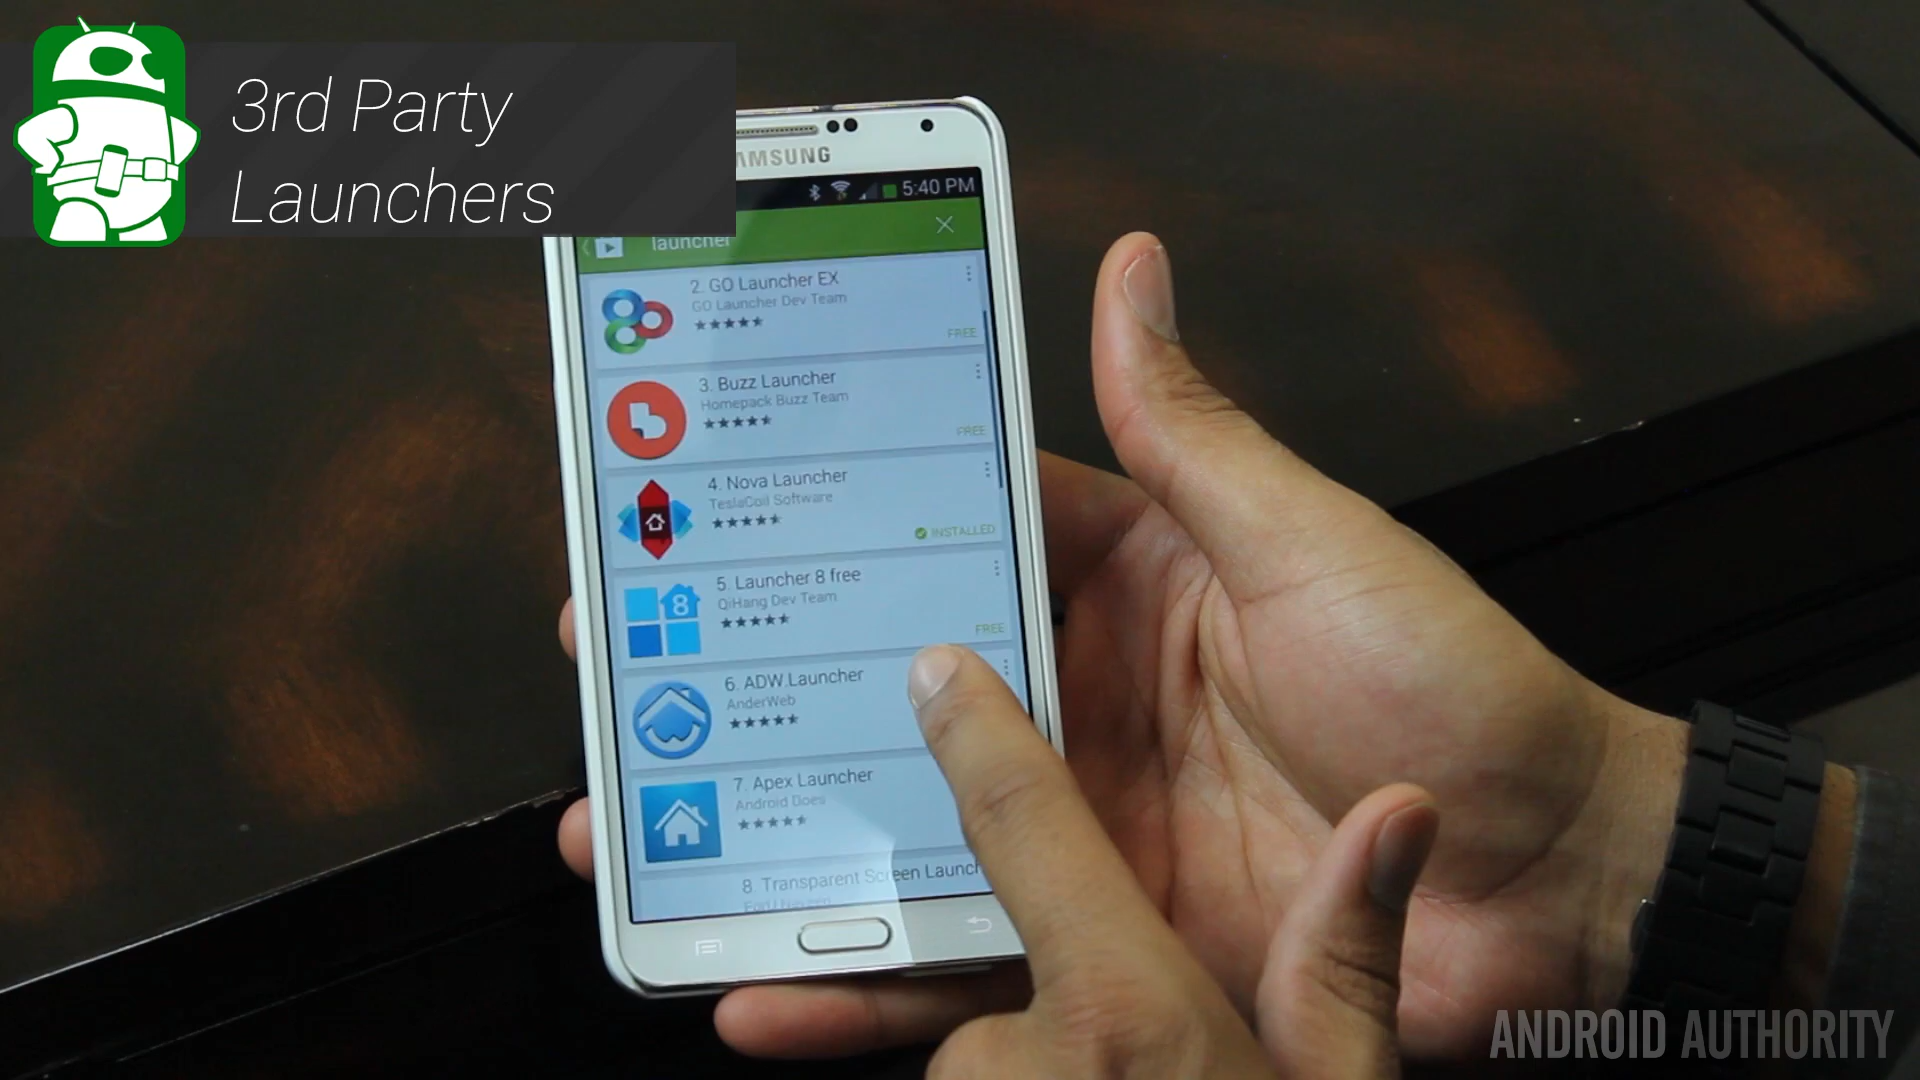 3rd Party
Launchers
SAMSUNG
5:40 PM
launcher
2. GO Launcher EX
GO Launcher Dev Team
FREE
3. Buzz Launcher
Homepack Buzz Team
FREE
4. Nova Launcher
TeslaCoil Software
INSTALLED
8
5. Launcher 8 free
QiHang Dev Team
FREE
6. ADW.Launcher
AnderWeb
7. Apex Launcher
Android Does
8. Transparent Screen Launch
ANDROID AUTHORITY